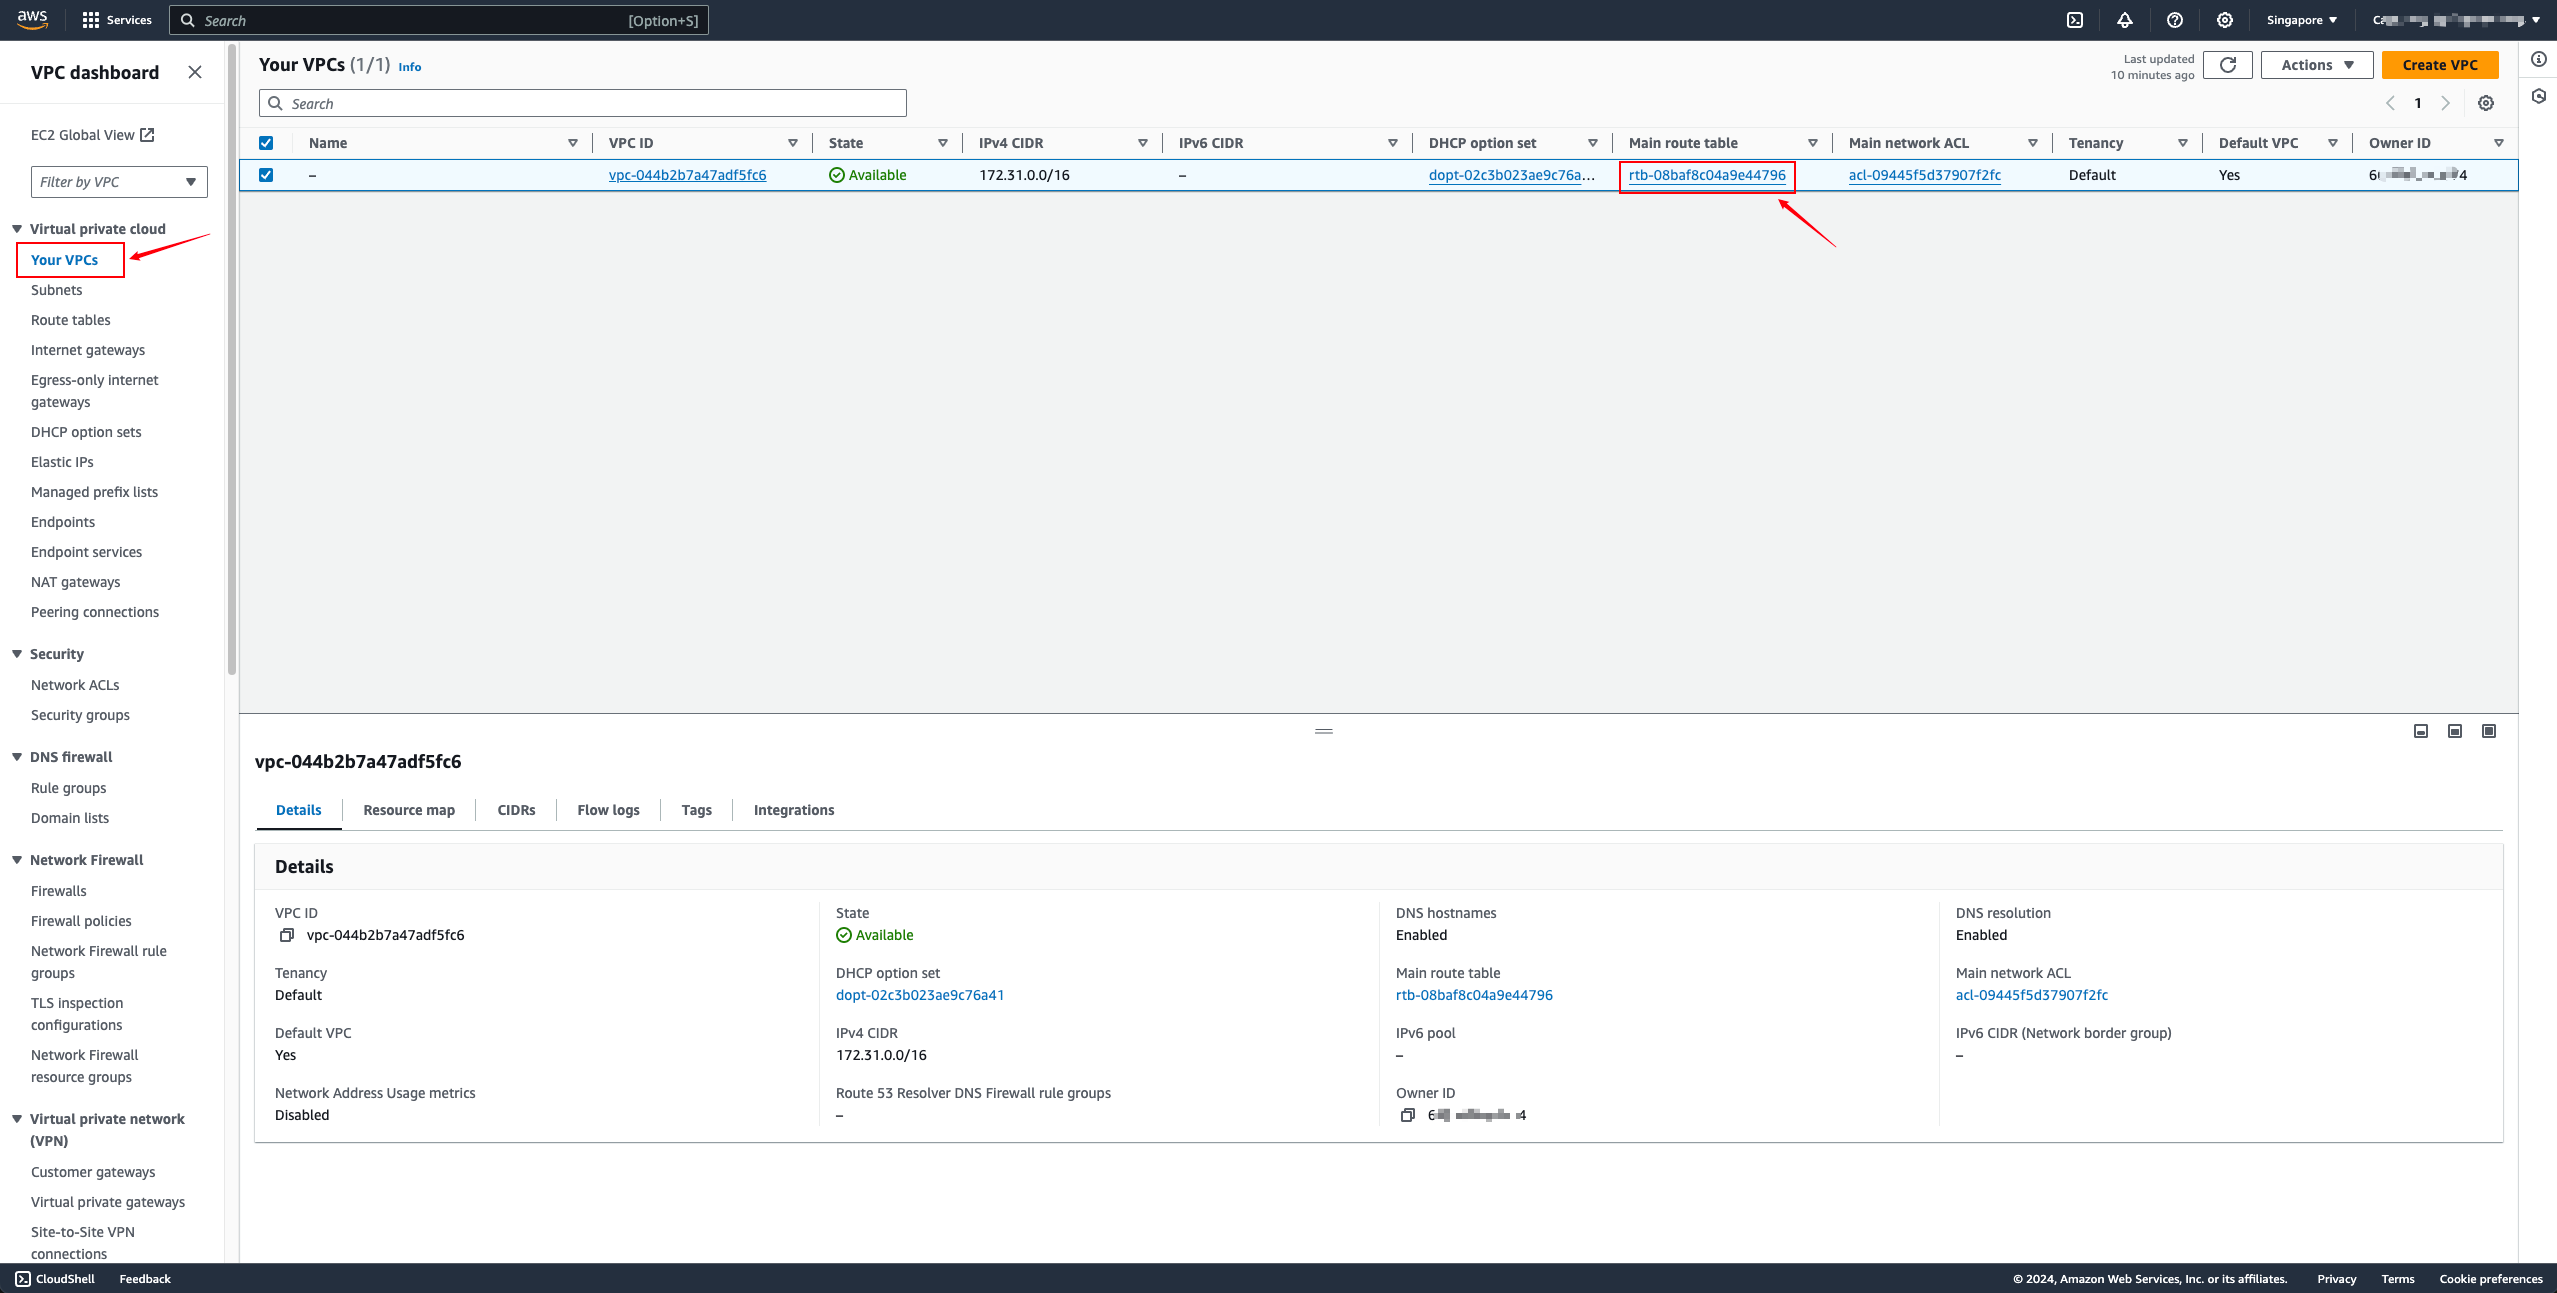 aws
Services
Search
[Option+S]
Singapore
VPC dashboard
EC2 Global View
Filter by VPC
Virtual private cloud
Your VPCs
Subnets
Route tables
Internet gateways
Egress-only internet
gateways
DHCP option sets
Elastic IPs
Managed prefix lists
Endpoints
Endpoint services
NAT gateways
Peering connections
Security
Network ACLs
Security groups
DNS firewall
Rule groups
Domain lists
Network Firewall
Firewalls
Firewall policies
Network Firewall rule
groups
TLS inspection
configurations
Network Firewall
resource groups
Virtual private network
(VPN)
Customer gateways
Virtual private gateways
Site-to-Site VPN
connections
Your VPCs (1/1) Info
Last updated
10 minutes ago
Actions
Create VPC
Search
1
Name VPC ID State IPv4 CIDR IPv6 CIDR DHCP option set Main route table Main network ACL Tenancy Default VPC Owner ID
– vpc-044b2b7a47adf5fc6 Available 172.31.0.0/16 – dopt-02c3b023ae9c76a... rtb-08baf8c04a9e44796 acl-09445f5d37907f2fc Default Yes
vpc-044b2b7a47adf5fc6
Details Resource map CIDRs Flow logs Tags Integrations
Details
VPC ID
vpc-044b2b7a47adf5fc6
State
Available
DNS hostnames
Enabled
DNS resolution
Enabled
Tenancy
Default
DHCP option set
dopt-02c3b023ae9c76a41
Main route table
rtb-08baf8c04a9e44796
Main network ACL
acl-09445f5d37907f2fc
Default VPC
Yes
IPv4 CIDR
172.31.0.0/16
IPv6 pool
–
IPv6 CIDR (Network border group)
–
Network Address Usage metrics
Disabled
Route 53 Resolver DNS Firewall rule groups
–
Owner ID
CloudShell
Feedback
© 2024, Amazon Web Services, Inc. or its affiliates.
Privacy
Terms
Cookie preferences